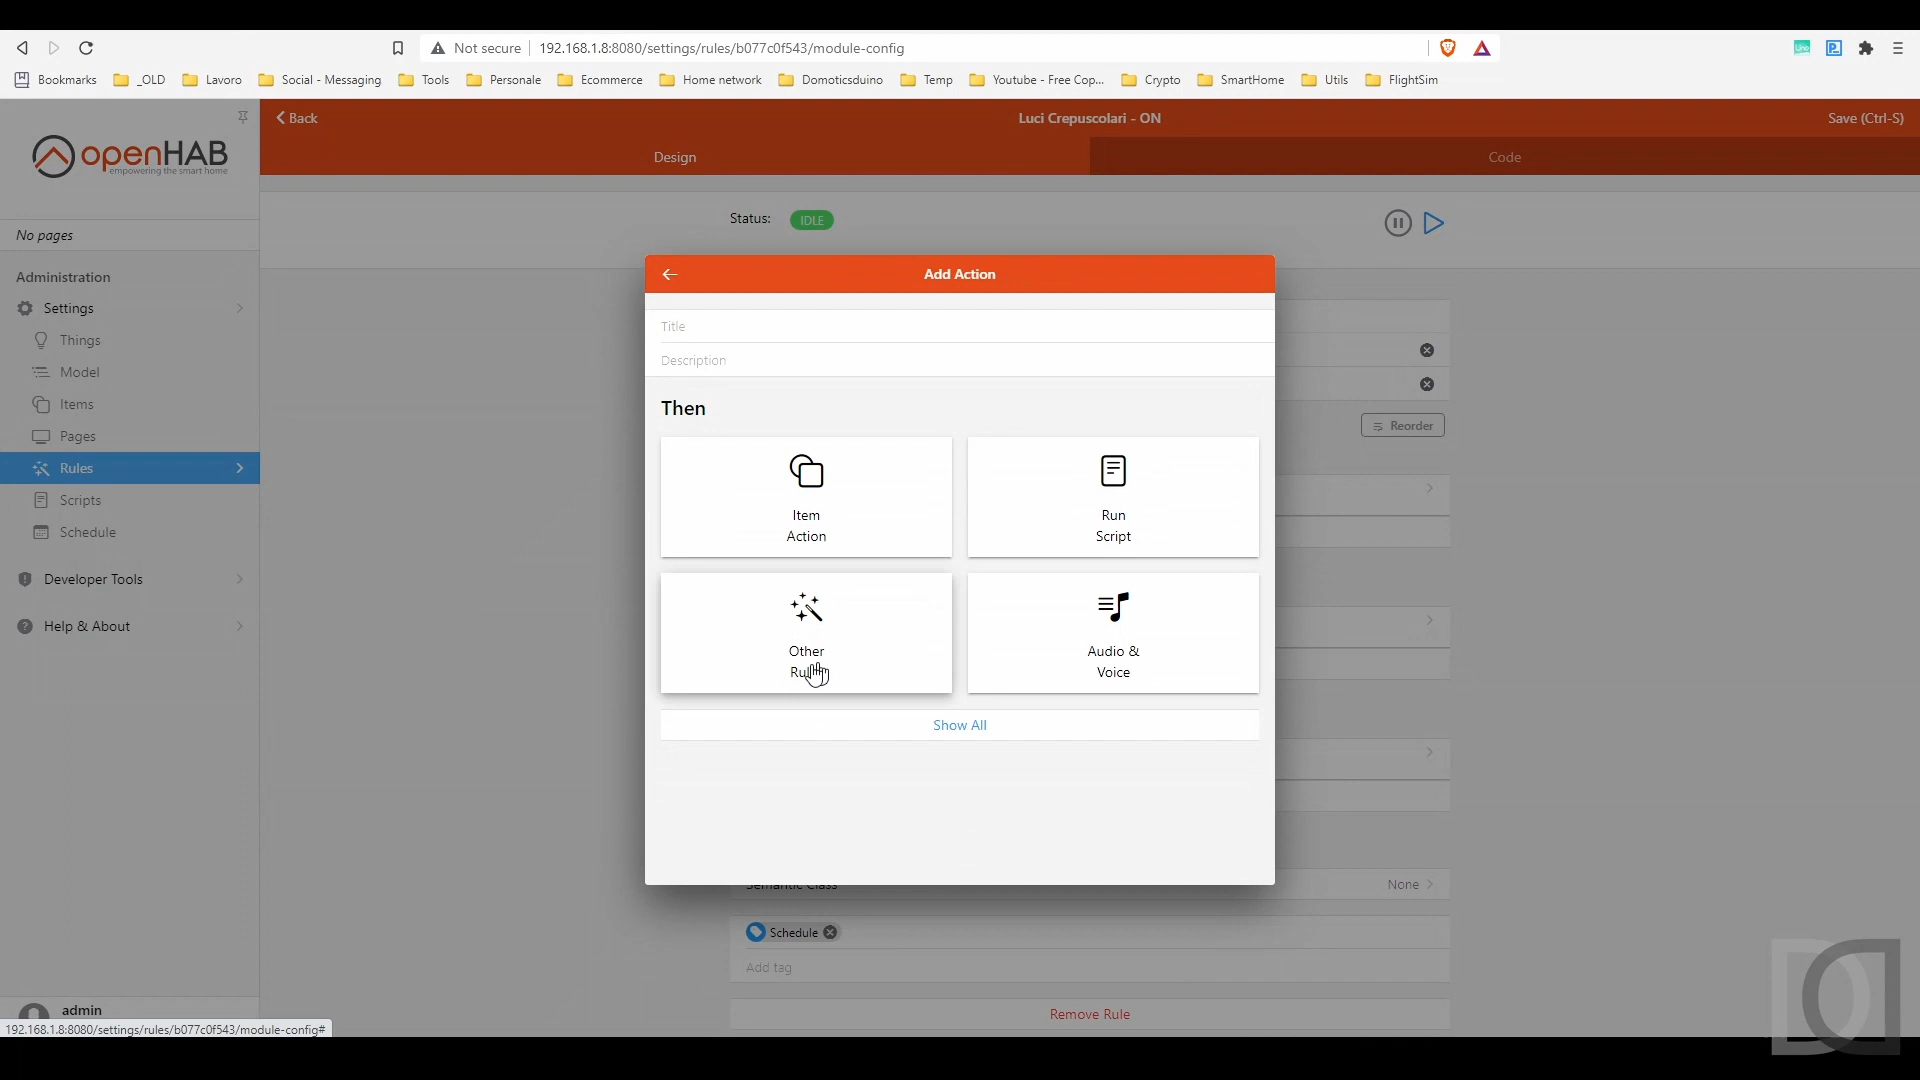 Not secure
192.168.1.8:8080/settings/rules/b077c0f543/module-config
Bookmarks
_OLD
Lavoro
Social - Messaging
Tools
Personale
Ecommerce
Home network
Domoticsduino
Temp
Youtube - Free Cop...
Crypto
SmartHome
Utils
FlightSim
openHAB
empowering the smart home
Back
Luci Crepuscolari - ON
Save (Ctrl-S)
Design
Code
No pages
Status:
IDLE
Administration
Settings
Things
Model
Items
Pages
Rules
Scripts
Schedule
Developer Tools
Help & About
Add Action
Title
Description
Then
Reorder
Item
Action
Run
Script
Other
Audio &
Voice
Show All
Semantic Class
None
Schedule
Add tag
Remove Rule
admin
192.168.1.8:8080/settings/rules/b077c0f543/module-config#